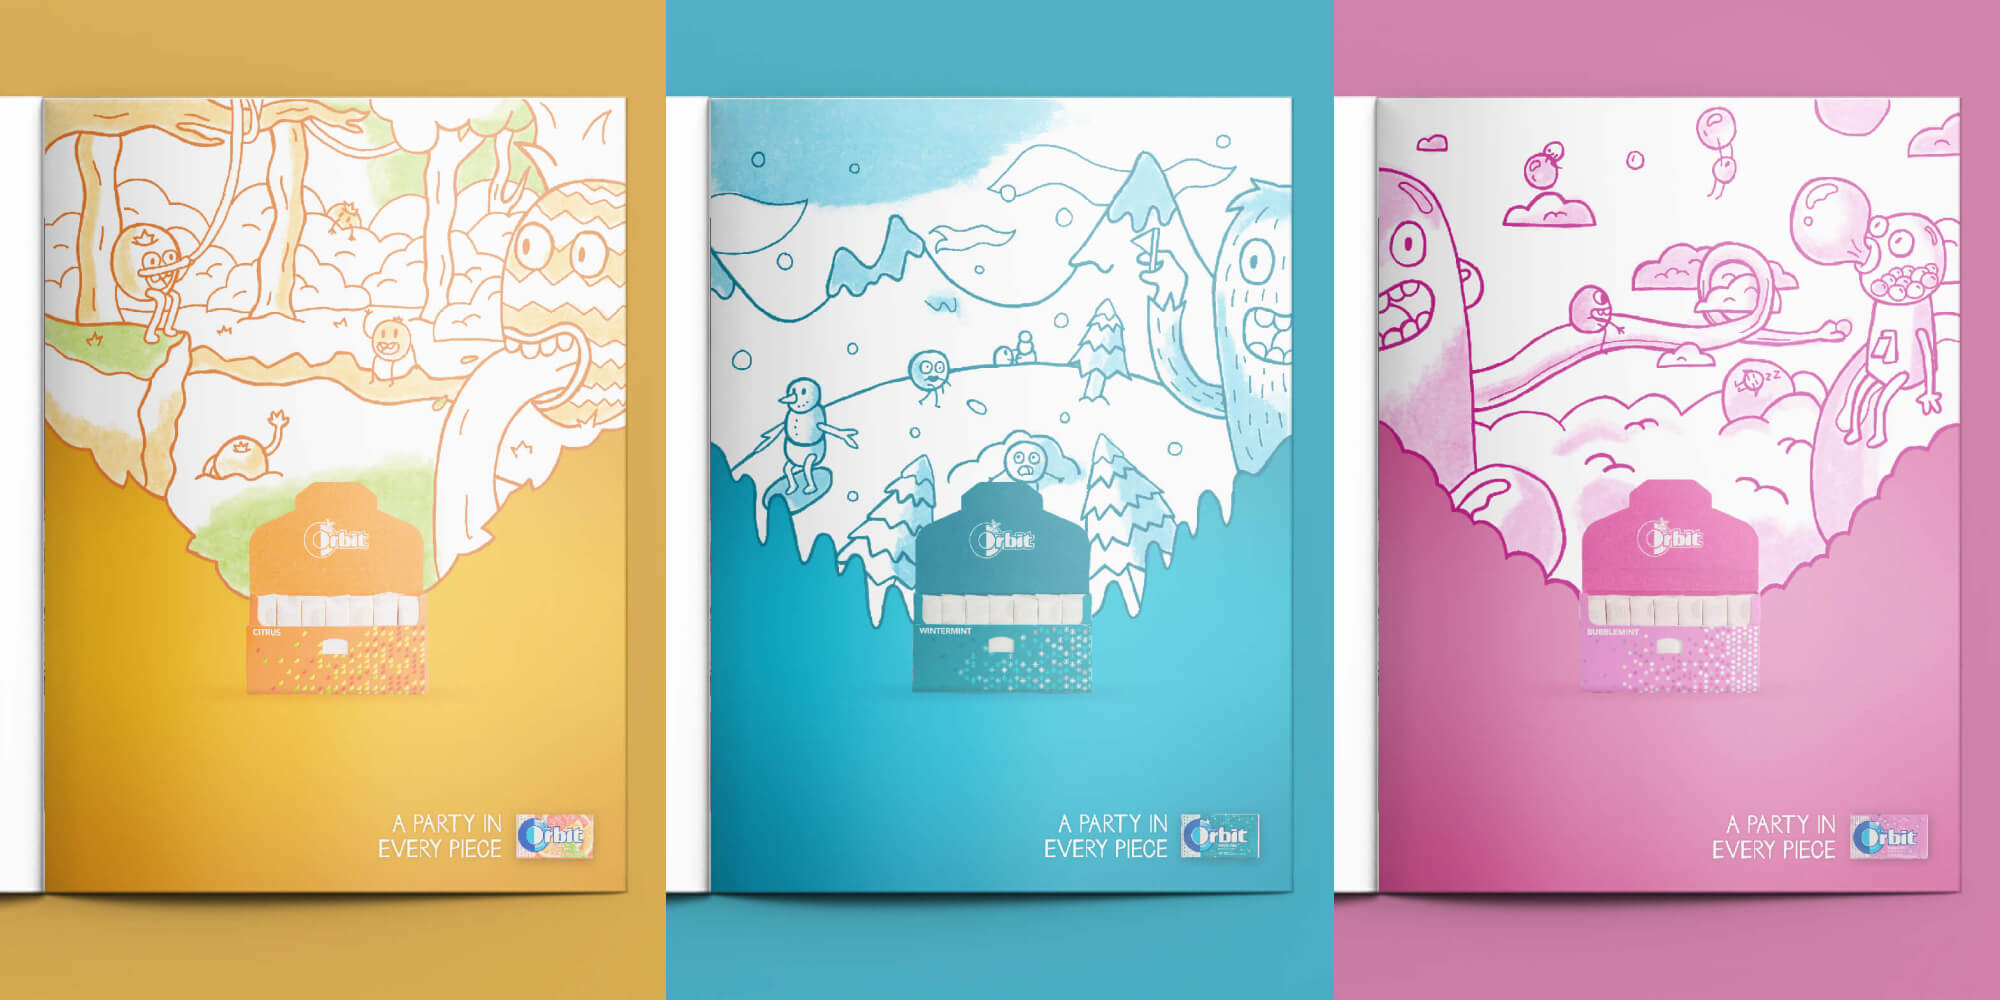 Orbit
CITRUS
A PARTY IN
EVERY PIECE
Orbit
Orbit
WINTERMINT
A PARTY IN
EVERY PIECE
Orbit
zz
Orbit
BUBBLEMINT
A PARTY IN
EVERY PIECE
Orbit